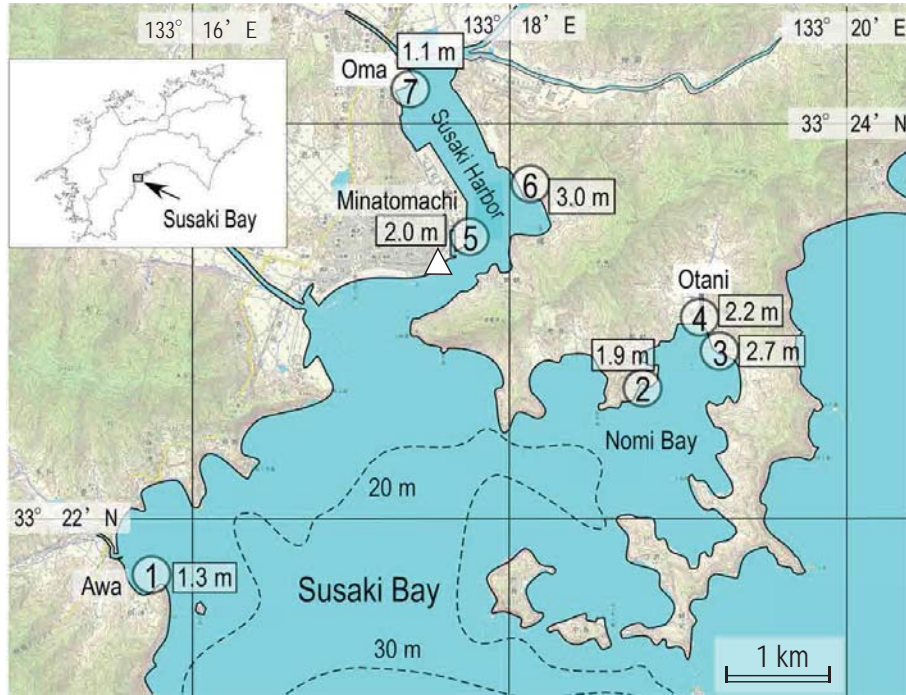 133° 16’ E
133° 18’ E
133° 20’ E
1.1 m
Oma
7
33° 24’ N
Susaki Harbor
Susaki Bay
6
3.0 m
Minatomachi
2.0 m
5
Otani
4
2.2 m
1.9 m
3
2.7 m
2
Nomi Bay
20 m
33° 22’ N
1
1.3 m
Awa
Susaki Bay
30 m
1 km